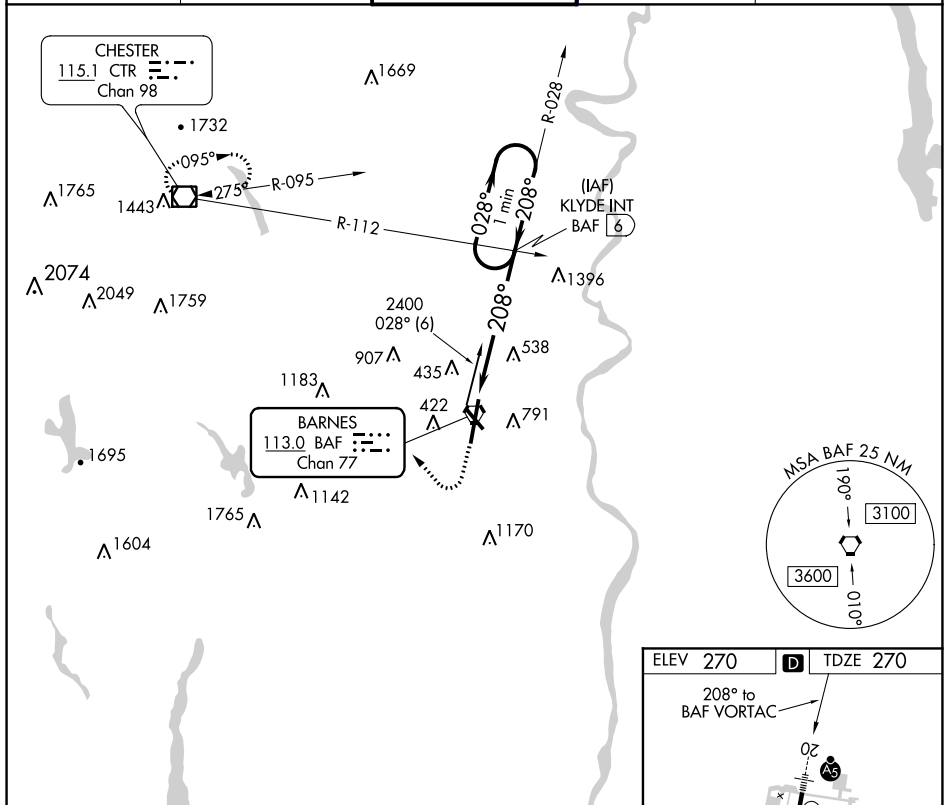 CHESTER
115.1 CTR
Chan 98
1669
1732
R-028
095°
275°
R-095
1765
1443
R-112
028°
1 min
208°
(IAF)
KLYDE INT
BAF 6
2074
2049
1759
1396
208°
2400
028° (6)
907
435
538
1183
422
791
BARNES
113.0 BAF
Chan 77
1695
1142
1765
1170
1604
MSA BAF 25 NM
190°
3100
3600
010°
ELEV 270 D TDZE 270
208° to
BAF VORTAC
20
A5
x